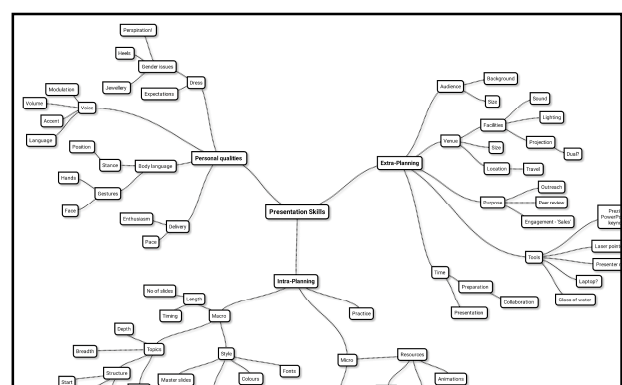 Perspiration!
Heels
Gender issues
Jewellery
Expectations
Dress
Modulation
Volume
Voice
Accent
Language
Position
Stance
Body language
Hands
Gestures
Face
Enthusiasm
Delivery
Pace
Personal qualities
Presentation Skills
Extra-Planning
Audience
Background
Size
Venue
Facilities
Sound
Lighting
Projection
Dual?
Size
Location
Travel
Purpose
Outreach
Peer review
Engagement - 'Sales'
Tools
Laser
Laptop?
Glass of water
Time
Preparation
Collaboration
Presentation
Intra-Planning
Practice
No of slides
Length
Timing
Macro
Depth
Topics
Breadth
Structure
Start
Style
Master slides
Colours
Fonts
Micro
Resources
Animations